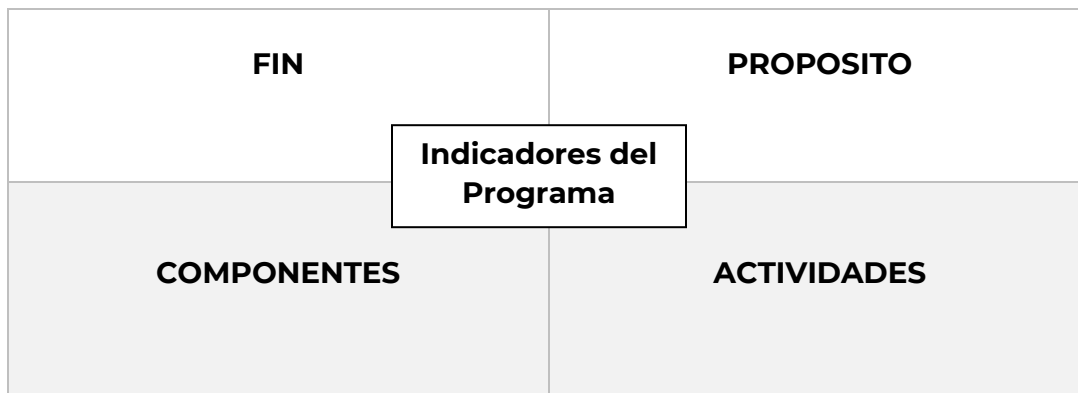 FIN
PROPOSITO
Indicadores del
Programa
COMPONENTES
ACTIVIDADES